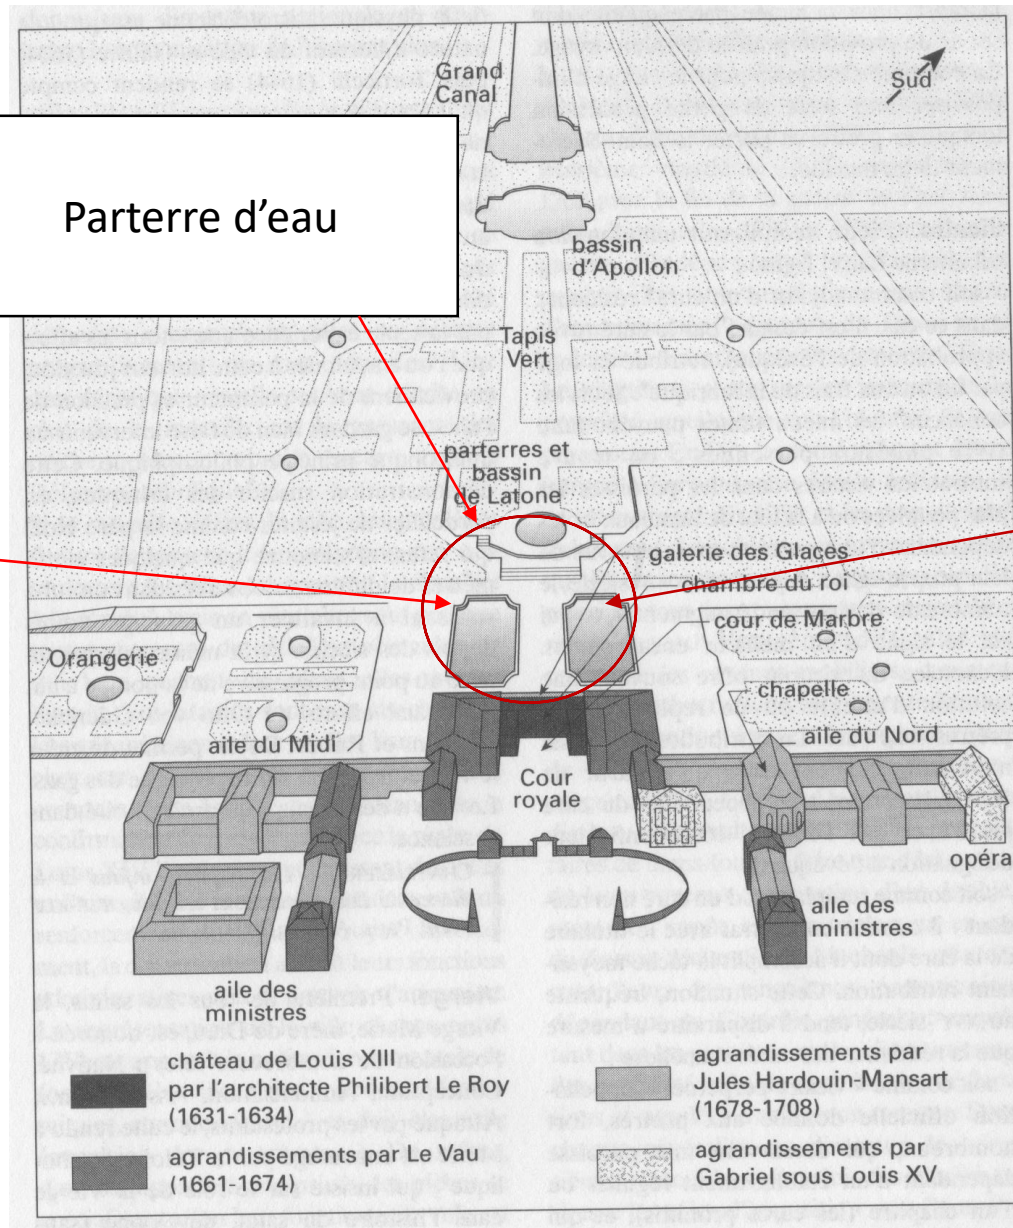 Grand
Canal
Sud
Parterre d’eau
bassin
d'Apollon
Tapis
Vert
parterres et
bassin
de Latone
galerie des Glaces
chambre du roi
cour de Marbre
Orangerie
chapelle
aile du Midi
aile du Nord
Cour
royale
opéra
aile des
ministres
aile des
ministres
château de Louis XIII
par l'architecte Philibert Le Roy
(1631-1634)
agrandissements par Le Vau
(1661-1674)
agrandissements par
Jules Hardouin-Mansart
(1678-1708)
agrandissements par
Gabriel sous Louis XV